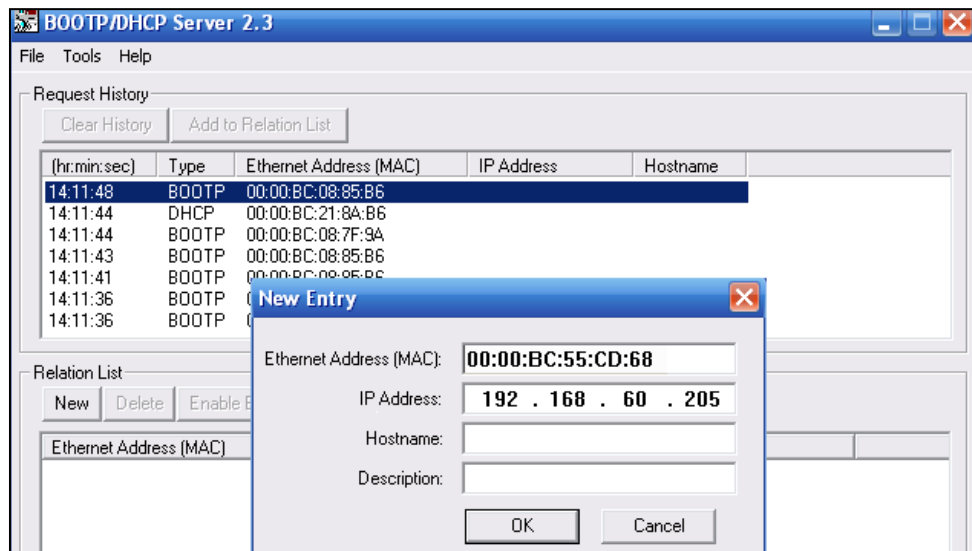 BOOTP/DHCP Server 2.3
File Tools Help
Request History
Clear History Add to Relation List
(hr:min:sec) Type Ethernet Address (MAC) IP Address Hostname
14:11:48 BOOTP 00:00:BC:08:85:B6
14:11:44 DHCP 00:00:BC:21:8A:B6
14:11:44 BOOTP 00:00:BC:08:7F:9A
14:11:43 BOOTP 00:00:BC:08:85:B6
14:11:41 BOOTP
14:11:36 BOOTP
14:11:36 BOOTP
New Entry
Ethernet Address (MAC): 00:00:BC:55:CD:68
IP Address: 192 . 168 . 60 . 205
Hostname:
Description:
OK Cancel
Relation List
New Delete Enable
Ethernet Address (MAC)